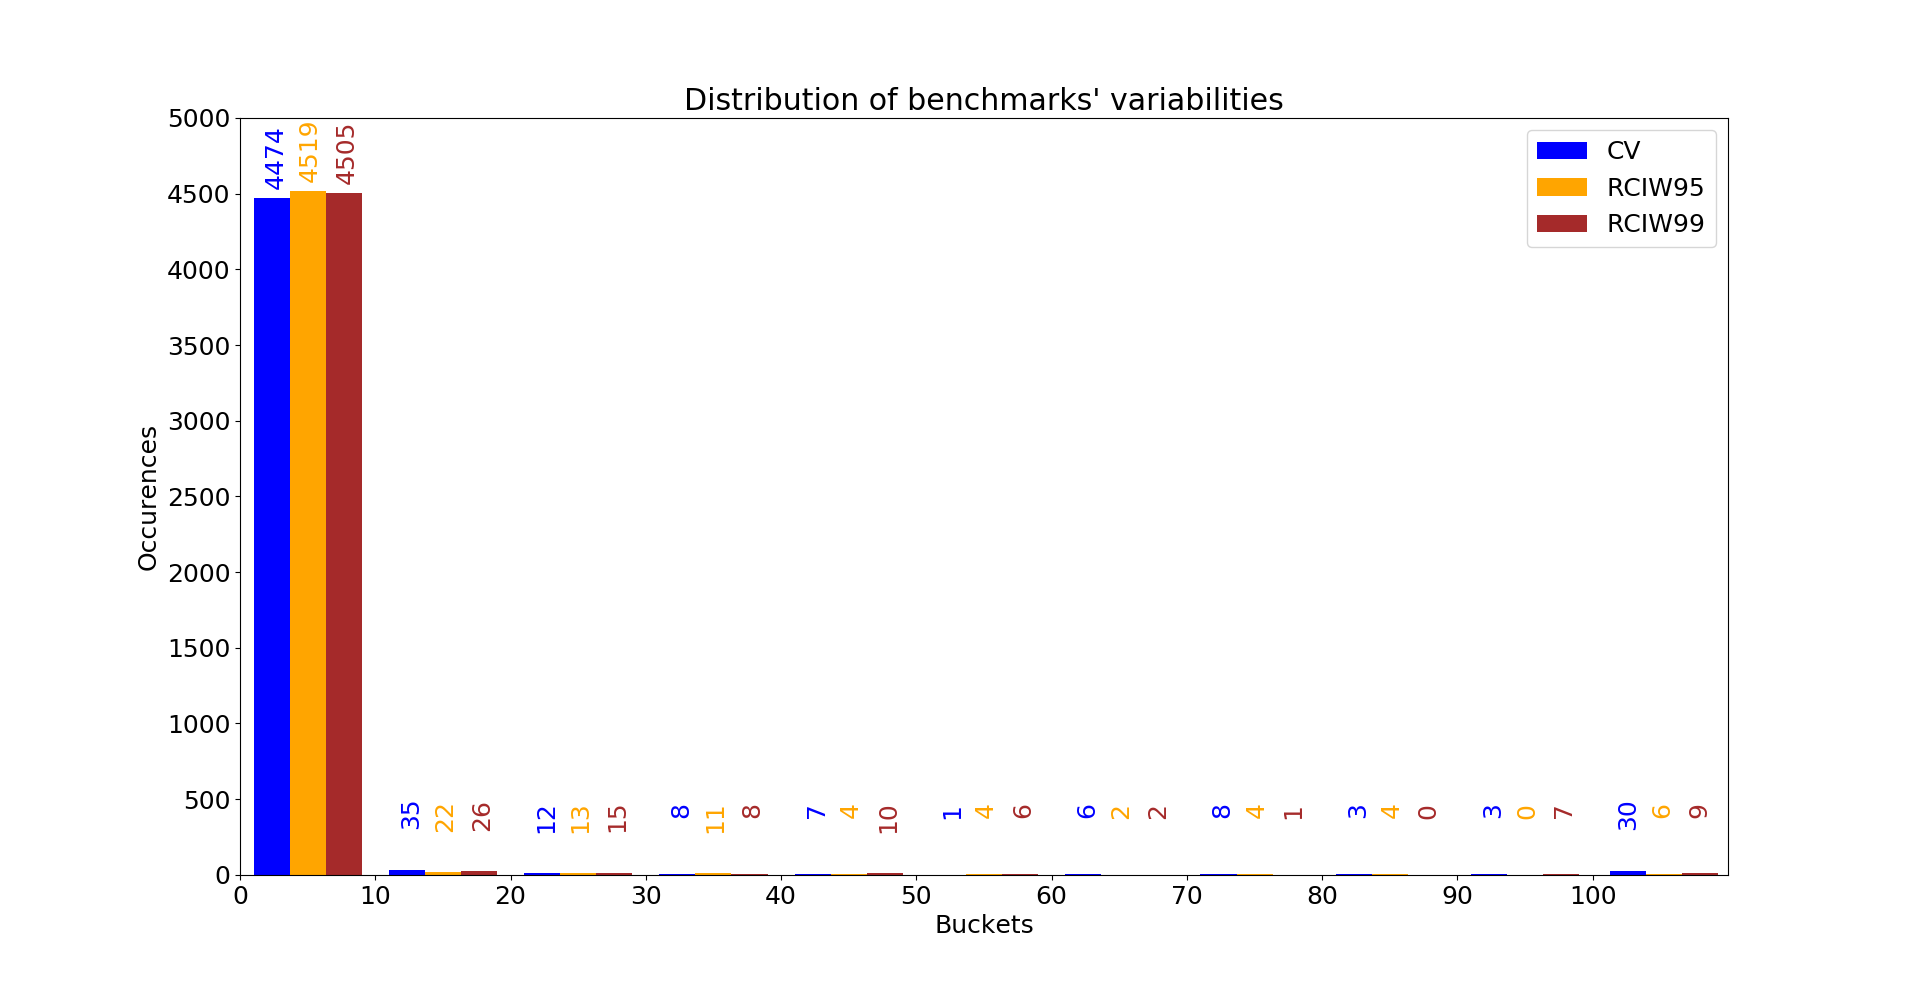 Distribution of benchmarks' variabilities
5000
4500
4000
3500
3000
2500
2000
1500
1000
500
0
Occurences
4474 4519 4505
35 22 26 12 13 15 8 11 8 7 4 10 1 4 6 6 2 2 8 4 1 3 4 0 3 0 7 30 6 9
0 10 20 30 40 50 60 70 80 90 100
Buckets
CV
RCIW95
RCIW99